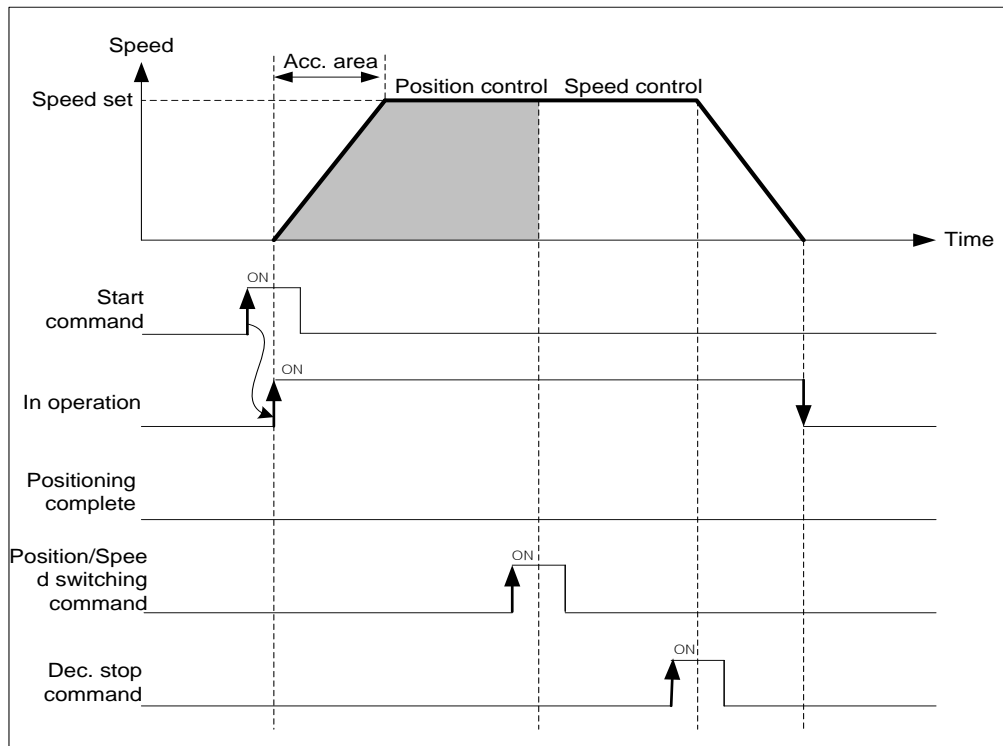 Speed
Acc. area
Speed set
Position control
Speed control
Time
ON
Start
command
ON
In operation
Positioning
complete
Position/Spee
d switching
command
ON
Dec. stop
command
ON